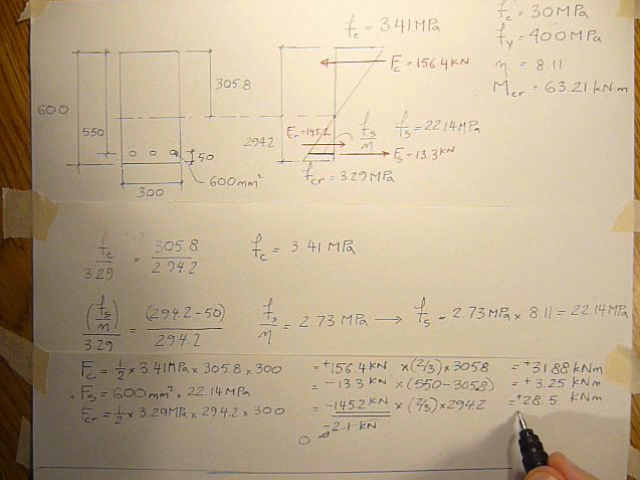 f'c = 30 MPa
fc = 3.41 MPa
fy = 400 MPa
η = 8.11
Fc = 156.4 KN
Mcr = 63.21 kN m
305.8
600
550
294.2
Fcr = 145.2
fs/η
fs = 22.14 MPa
50
Fs = 13.3 KN
600mm²
fcr = 3.29 MPa
300
fc/3.29 = 305.8/294.2 fc = 3.41 MPa
(fs/η)/3.29 = (294.2-50)/294.2 fs/η = 2.73 MPa → fs = 2.73 MPa × 8.11 = 22.14 MPa
Fc = 1/2 × 3.41 MPa × 305.8 × 300 = +156.4 KN × (2/3) × 305.8 = +31.88 kNm
Fs = 600 mm² × 22.14 MPa = -13.3 KN × (550-305.8) = +3.25 kNm
Fcr = 1/2 × 3.29 MPa × 294.2 × 300 = -145.2 KN × (2/3) × 294.2 = +28.5 KNm
0 -2.1 KN